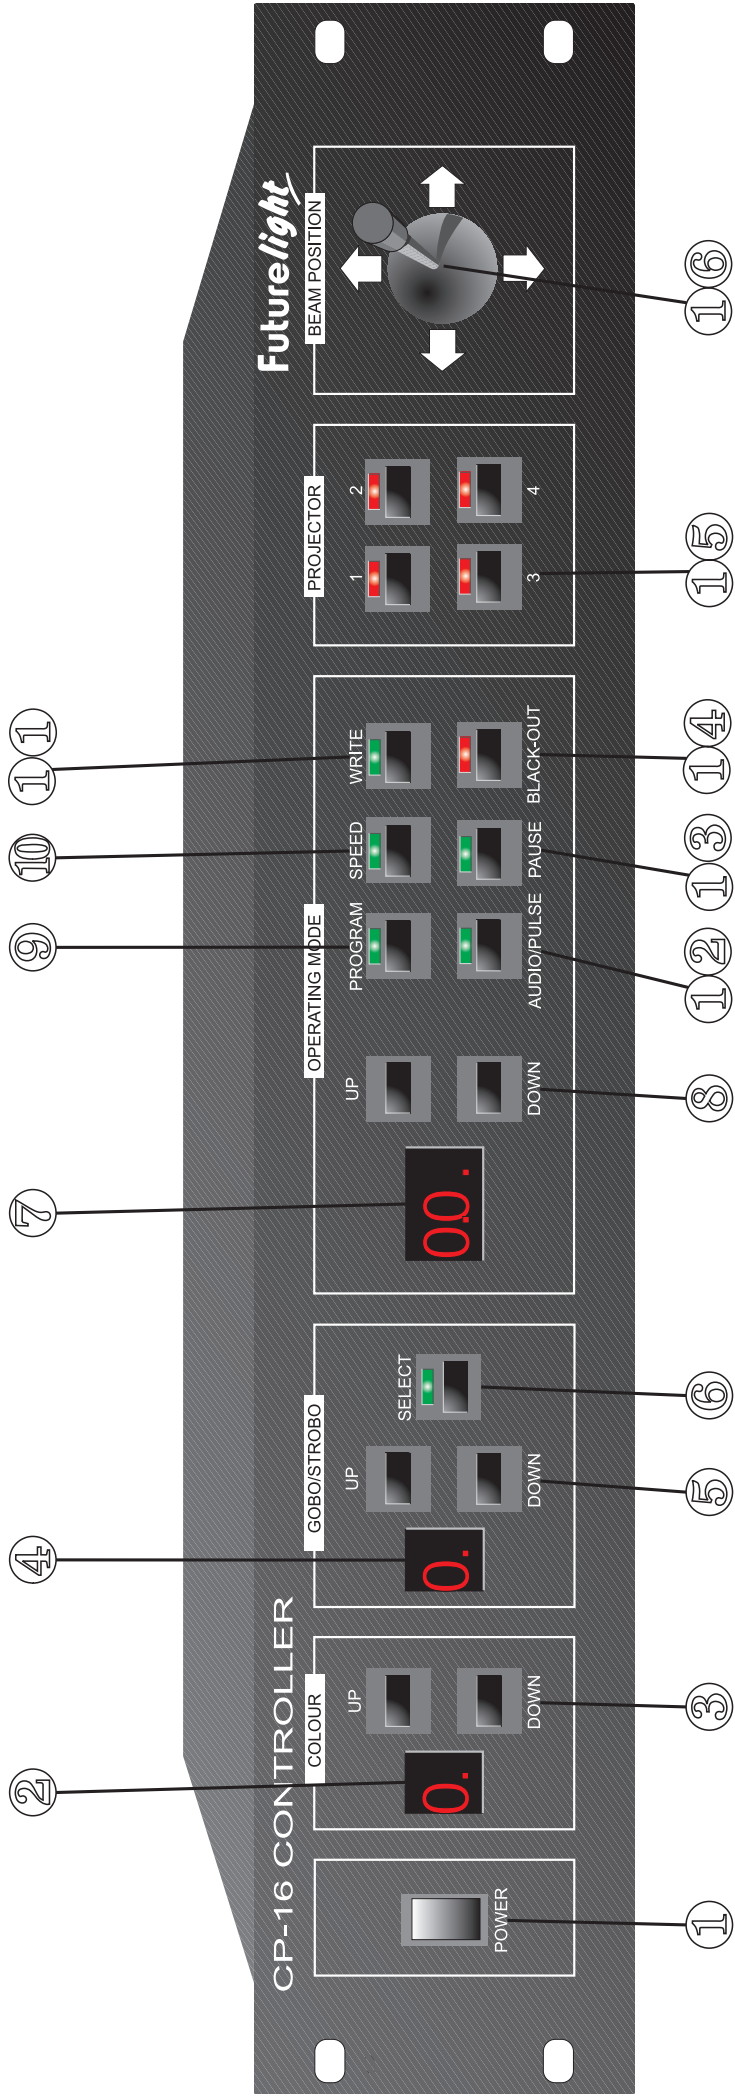 CP-16 CONTROLLER
Futurelight
POWER
①
COLOUR
0.
UP
DOWN
②
③
GOBO/STROBO
0.
UP
DOWN
SELECT
④
⑤
⑥
OPERATING MODE
0.0.
UP
DOWN
PROGRAM
SPEED
WRITE
AUDIO/PULSE
PAUSE
BLACK-OUT
⑦
⑧
⑨
⑩
①①
①②
①③
①④
PROJECTOR
1
2
3
4
①⑤
BEAM POSITION
①⑥